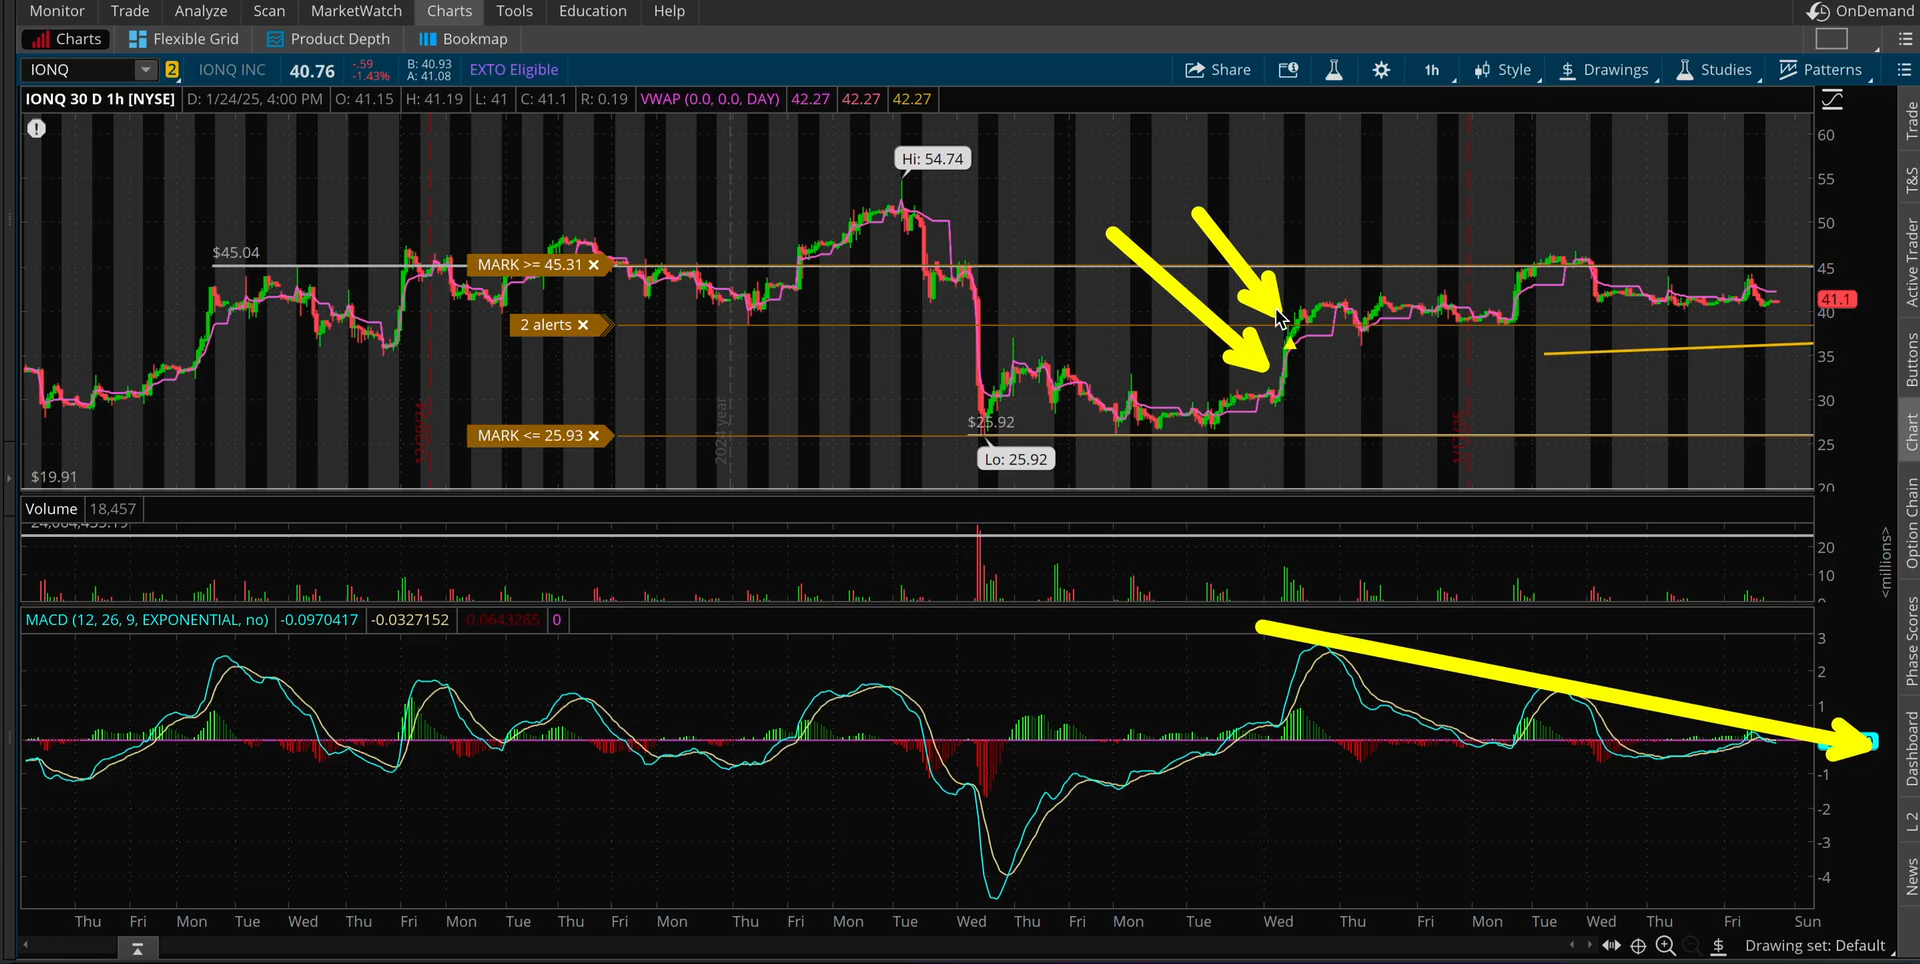 Monitor Trade Analyze Scan MarketWatch Charts Tools Education Help OnDemand
Charts Flexible Grid Product Depth Bookmap
IONQ 2 IONQ INC 40.76 -.59 -1.43% B: 40.93 A: 41.08 EXTO Eligible Share 1h Style Drawings Studies Patterns
IONQ 30 D 1h [NYSE] D: 1/24/25, 4:00 PM O: 41.15 H: 41.19 L: 41 C: 41.1 R: 0.19 VWAP (0.0, 0.0, DAY) 42.27 42.27 42.27
60
Hi: 54.74
55
50
$45.04
MARK >= 45.31
45
41.1
40
2 alerts
35
30
$25.92
MARK <= 25.93
25
Lo: 25.92
2024 year
$19.91
20
Volume 18,457
20
10
<millions>
MACD (12, 26, 9, EXPONENTIAL, no) -0.0970417 -0.0327152 -0.0643265 0
3
2
1
-1
-2
-3
-4
Thu Fri Mon Tue Wed Thu Fri Mon Tue Thu Fri Mon Thu Fri Mon Tue Wed Thu Fri Mon Tue Wed Thu Fri Mon Tue Wed Thu Fri Sun
Drawing set: Default
Trade
T&S
Active Trader
Buttons
Chart
Option Chain
Phase Scores
Dashboard
L 2
News